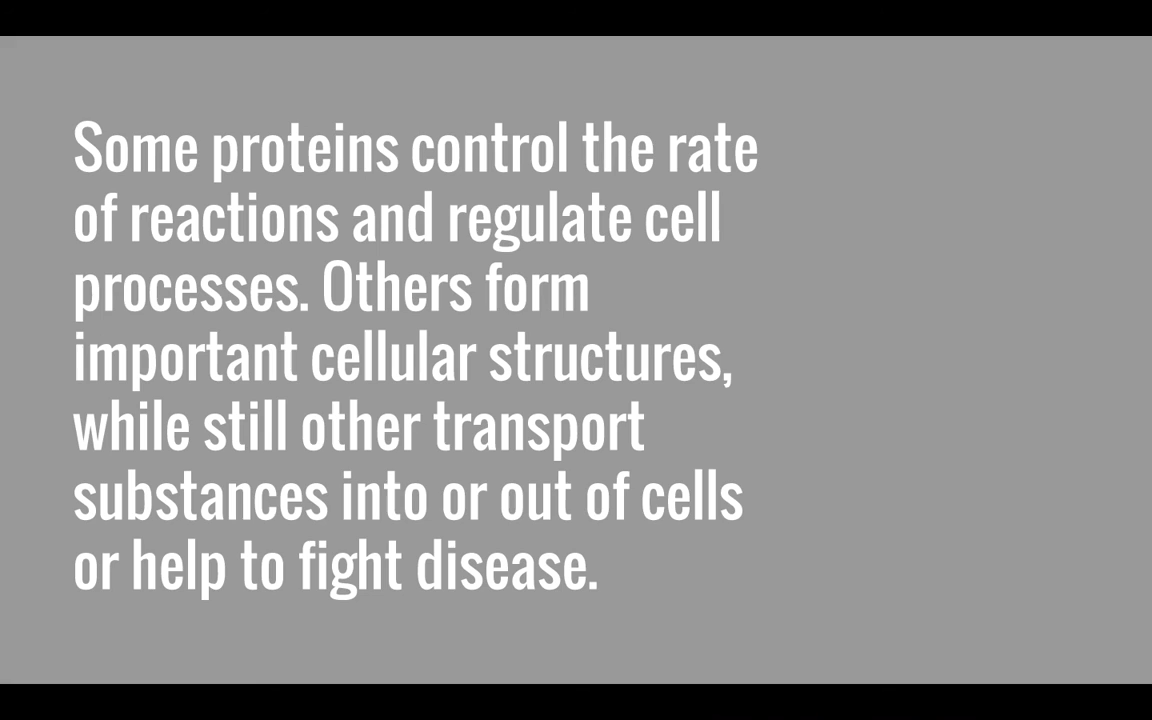 Some proteins control the rate
of reactions and regulate cell
processes. Others form
important cellular structures,
while still other transport
substances into or out of cells
or help to fight disease.